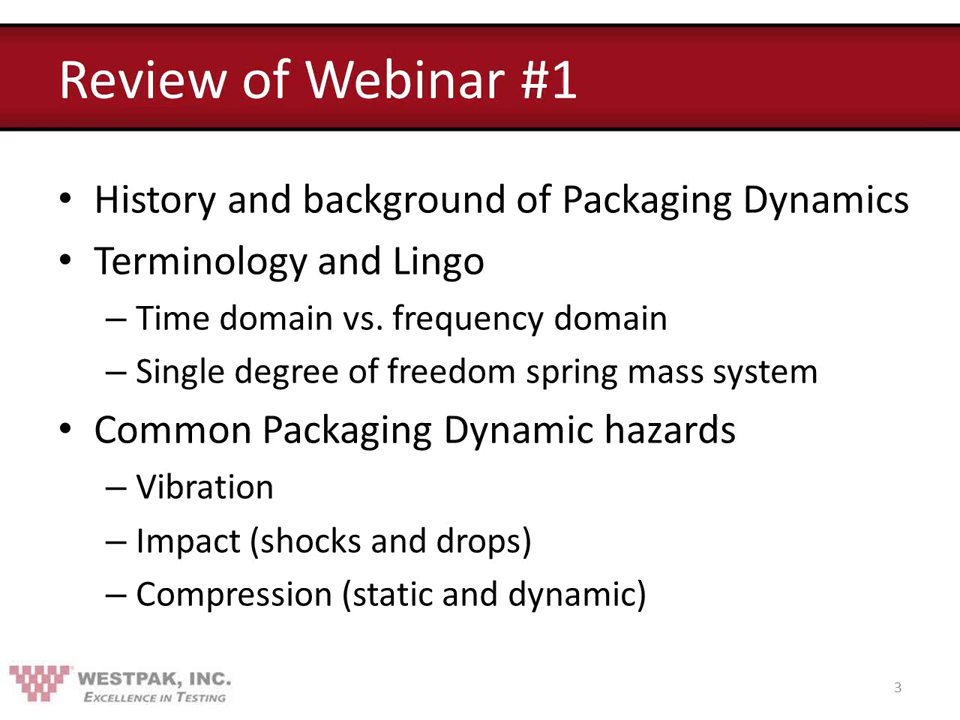 Review of Webinar #1
• History and background of Packaging Dynamics
• Terminology and Lingo
– Time domain vs. frequency domain
– Single degree of freedom spring mass system
• Common Packaging Dynamic hazards
– Vibration
– Impact (shocks and drops)
– Compression (static and dynamic)
WESTPAK, INC.
EXCELLENCE IN TESTING
3